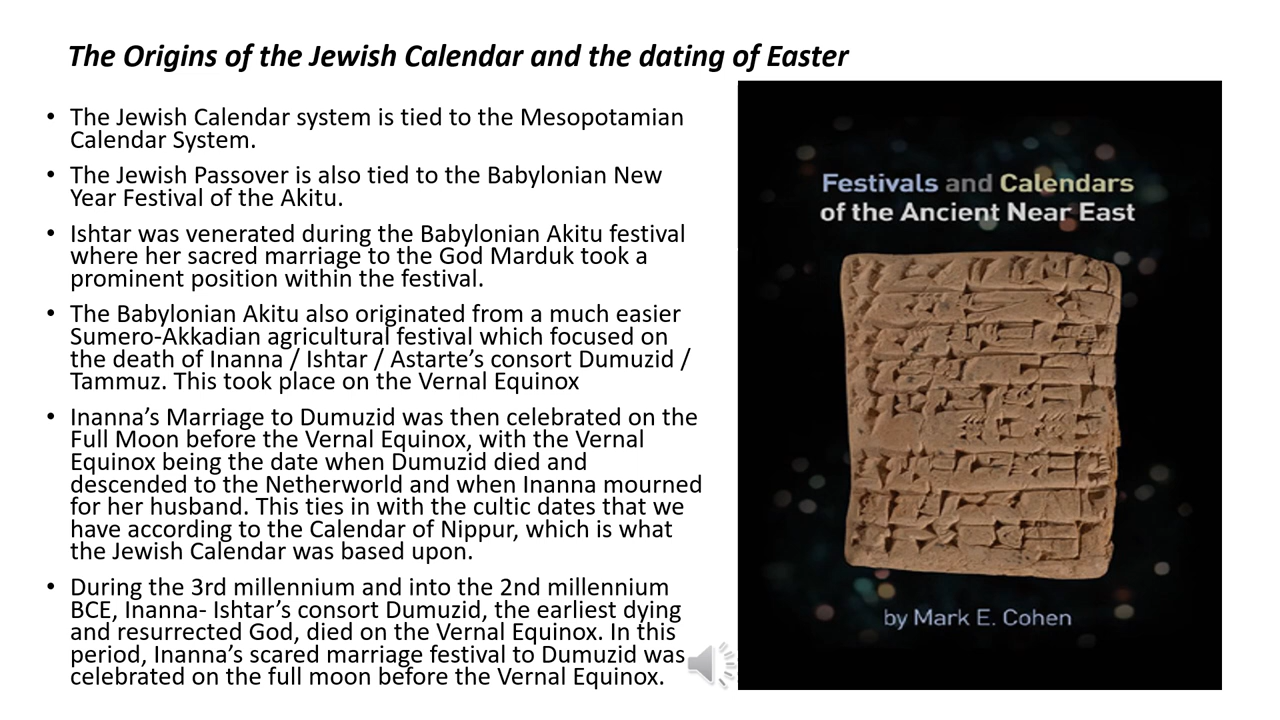 The Origins of the Jewish Calendar and the dating of Easter
• The Jewish Calendar system is tied to the Mesopotamian
Calendar System.
• The Jewish Passover is also tied to the Babylonian New
Year Festival of the Akitu.
• Ishtar was venerated during the Babylonian Akitu festival
where her sacred marriage to the God Marduk took a
prominent position within the festival.
• The Babylonian Akitu also originated from a much easier
Sumero-Akkadian agricultural festival which focused on
the death of Inanna / Ishtar / Astarte’s consort Dumuzid /
Tammuz. This took place on the Vernal Equinox
• Inanna’s Marriage to Dumuzid was then celebrated on the
Full Moon before the Vernal Equinox, with the Vernal
Equinox being the date when Dumuzid died and
descended to the Netherworld and when Inanna mourned
for her husband. This ties in with the cultic dates that we
have according to the Calendar of Nippur, which is what
the Jewish Calendar was based upon.
• During the 3rd millennium and into the 2nd millennium
BCE, Inanna- Ishtar’s consort Dumuzid, the earliest dying
and resurrected God, died on the Vernal Equinox. In this
period, Inanna’s scared marriage festival to Dumuzid was
celebrated on the full moon before the Vernal Equinox.
Festivals and Calendars
of the Ancient Near East
by Mark E. Cohen